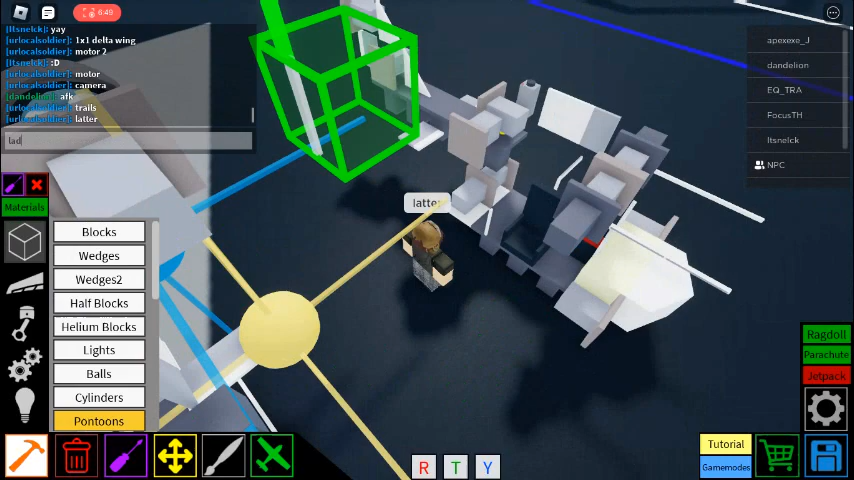 6:49
[Itsnelck]: yay
[urlocalsoldier]: 1x1 delta wing
[urlocalsoldier]: motor 2
[Itsnelck]: :D
[urlocalsoldier]: motor
[urlocalsoldier]: camera
[dandelion]: afk
[urlocalsoldier]: trails
[urlocalsoldier]: latter
lad
apexexe_J
dandelion
EQ_TRA
FocusTH
Itsnelck
NPC
latter
Materials
Blocks
Wedges
Wedges2
Half Blocks
Helium Blocks
Lights
Balls
Cylinders
Pontoons
Ragdoll
Parachute
Jetpack
Tutorial
Gamemodes
R T Y